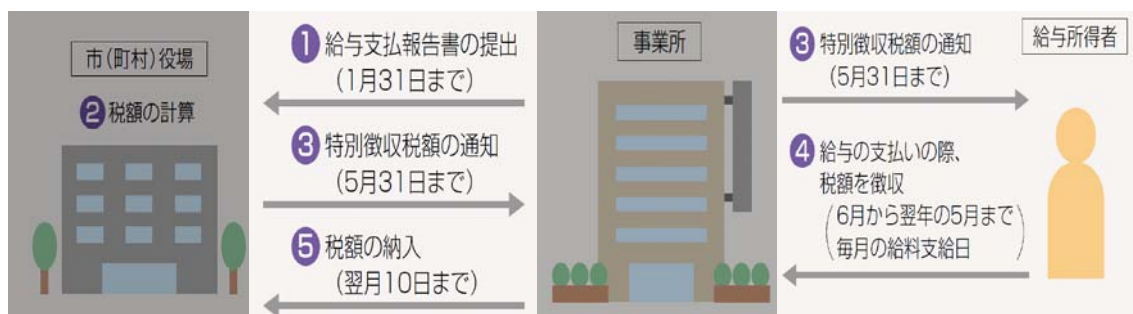 市(町村)役場
❷税額の計算
❶給与支払報告書の提出
(1月31日まで)
❸特別徴収税額の通知
(5月31日まで)
❺税額の納入
(翌月10日まで)
事業所
❸特別徴収税額の通知
(5月31日まで)
❹給与の支払いの際、
税額を徴収
(6月から翌年の5月まで
毎月の給料支給日)
給与所得者